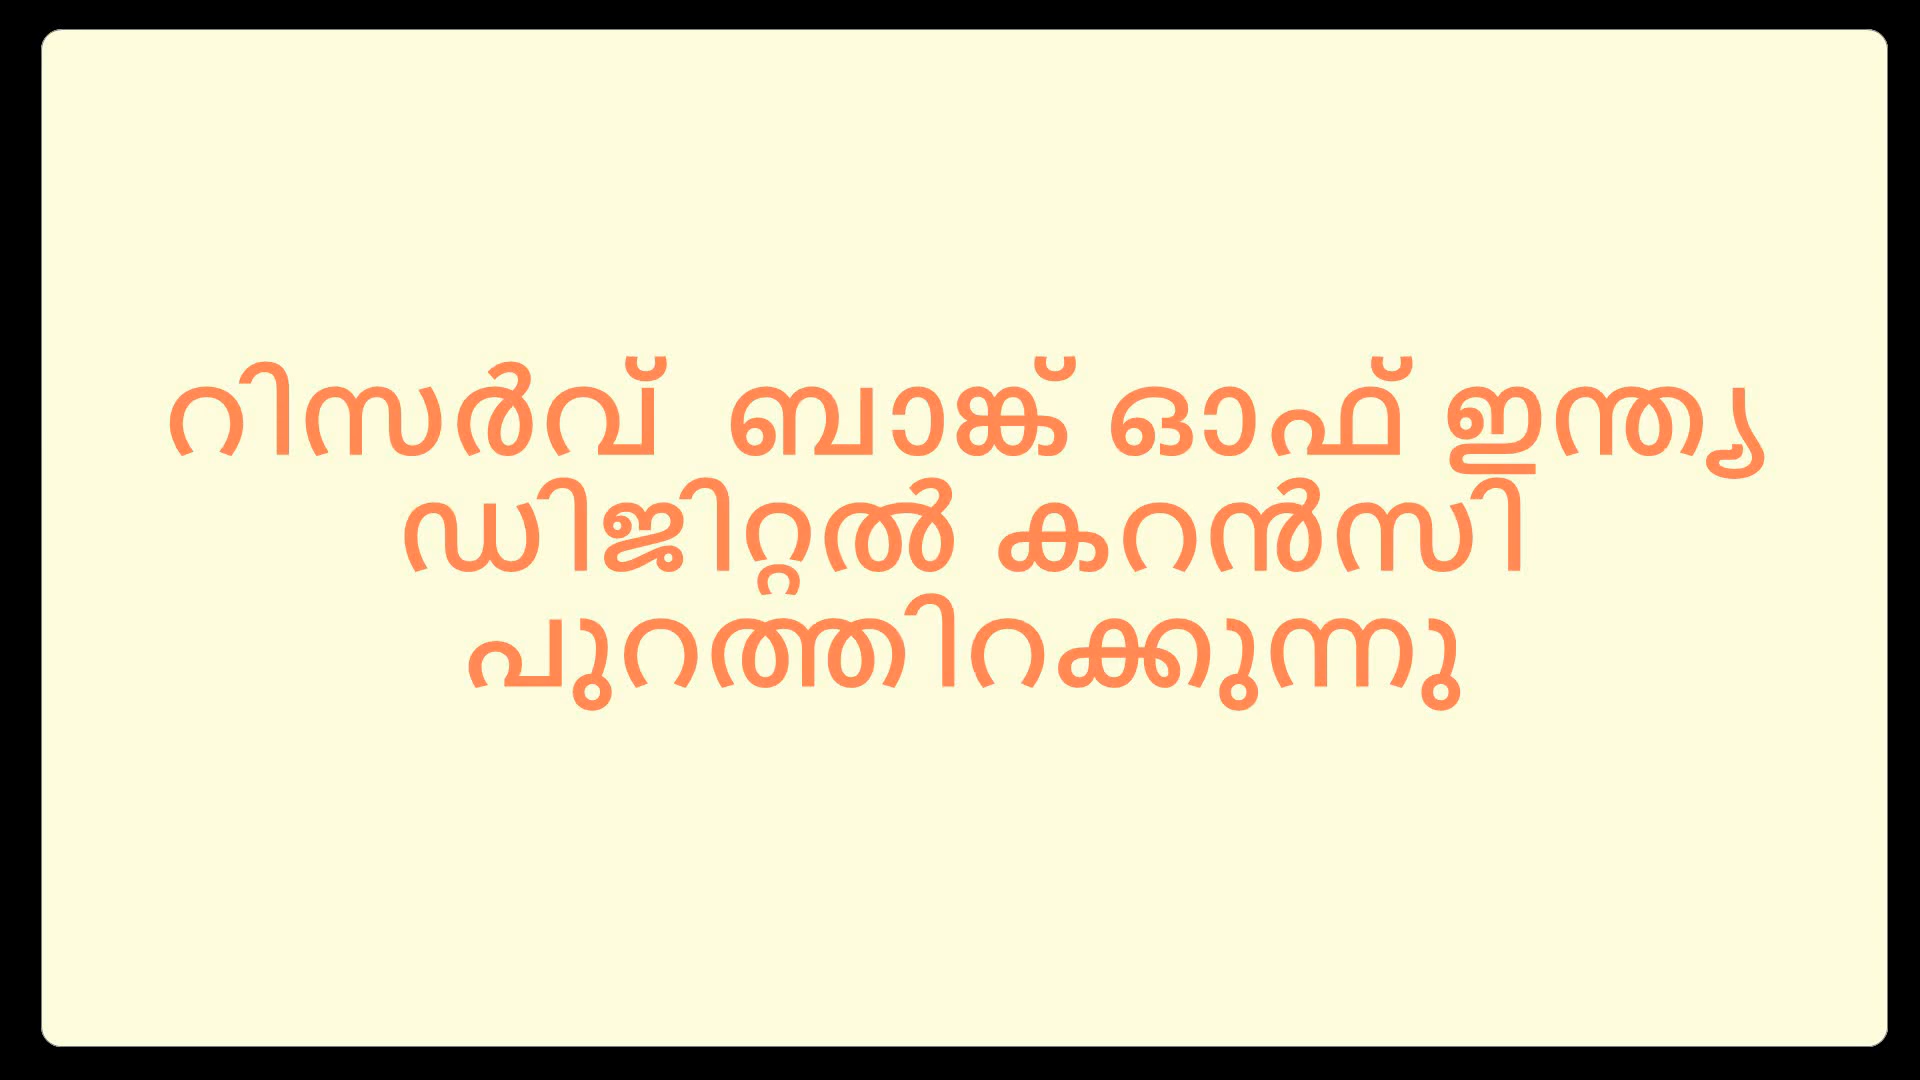 റിസർവ് ബാങ്ക് ഓഫ് ഇന്ത്യ
ഡിജിറ്റൽ കറൻസി
പുറത്തിറക്കുന്നു